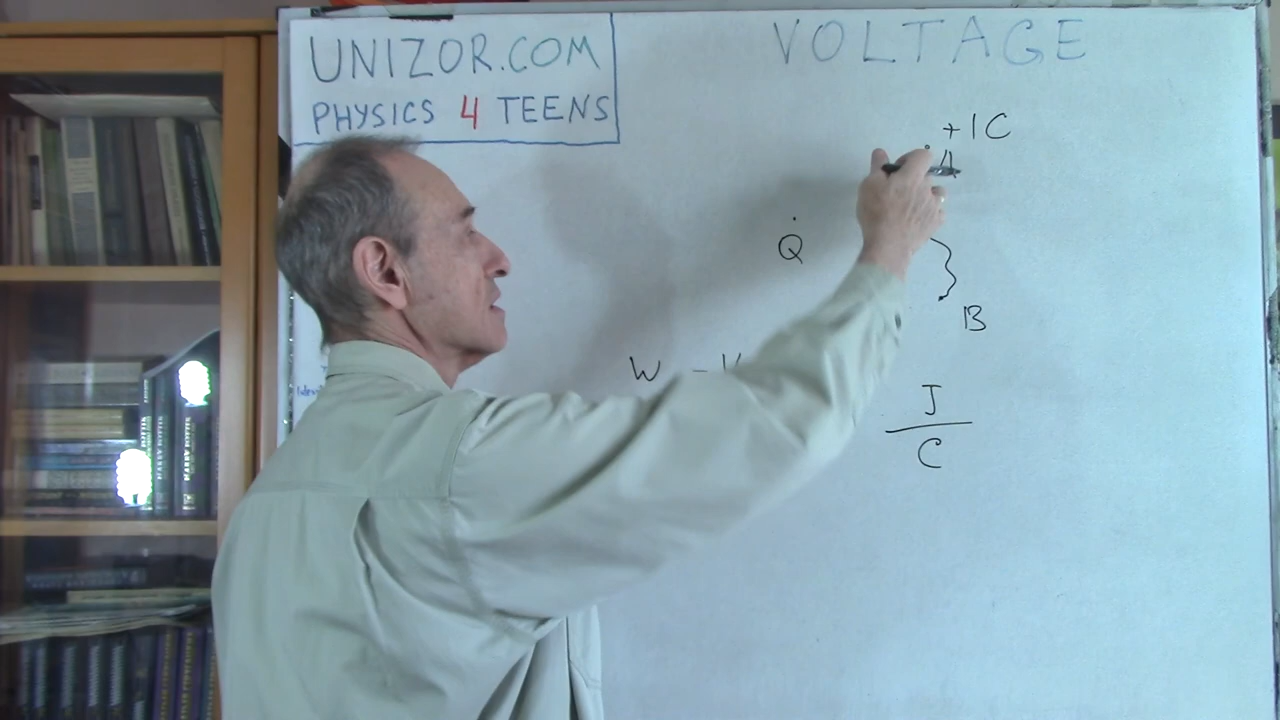 UNIZOR.COM
PHYSICS 4 TEENS
VOLTAGE
+1C
A
Q
B
W =
J
C